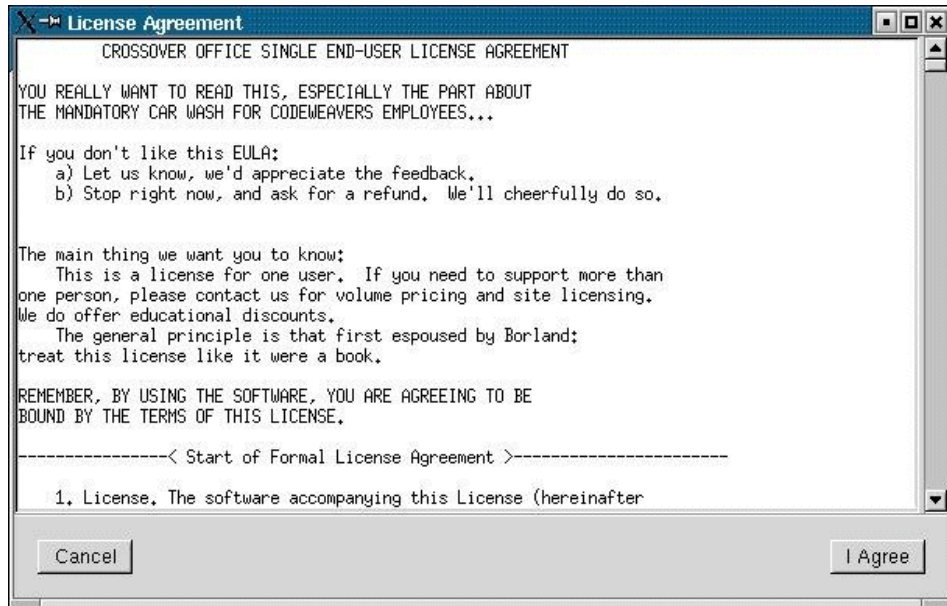 License Agreement
CROSSOVER OFFICE SINGLE END-USER LICENSE AGREEMENT
YOU REALLY WANT TO READ THIS, ESPECIALLY THE PART ABOUT
THE MANDATORY CAR WASH FOR CODEWEAVERS EMPLOYEES...
If you don't like this EULA:
a) Let us know, we'd appreciate the feedback.
b) Stop right now, and ask for a refund.  We'll cheerfully do so.
The main thing we want you to know:
This is a license for one user.  If you need to support more than
one person, please contact us for volume pricing and site licensing.
We do offer educational discounts.
The general principle is that first espoused by Borland:
treat this license like it were a book.
REMEMBER, BY USING THE SOFTWARE, YOU ARE AGREEING TO BE
BOUND BY THE TERMS OF THIS LICENSE.
----------------< Start of Formal License Agreement >-----------------------
1. License. The software accompanying this License (hereinafter
Cancel
I Agree